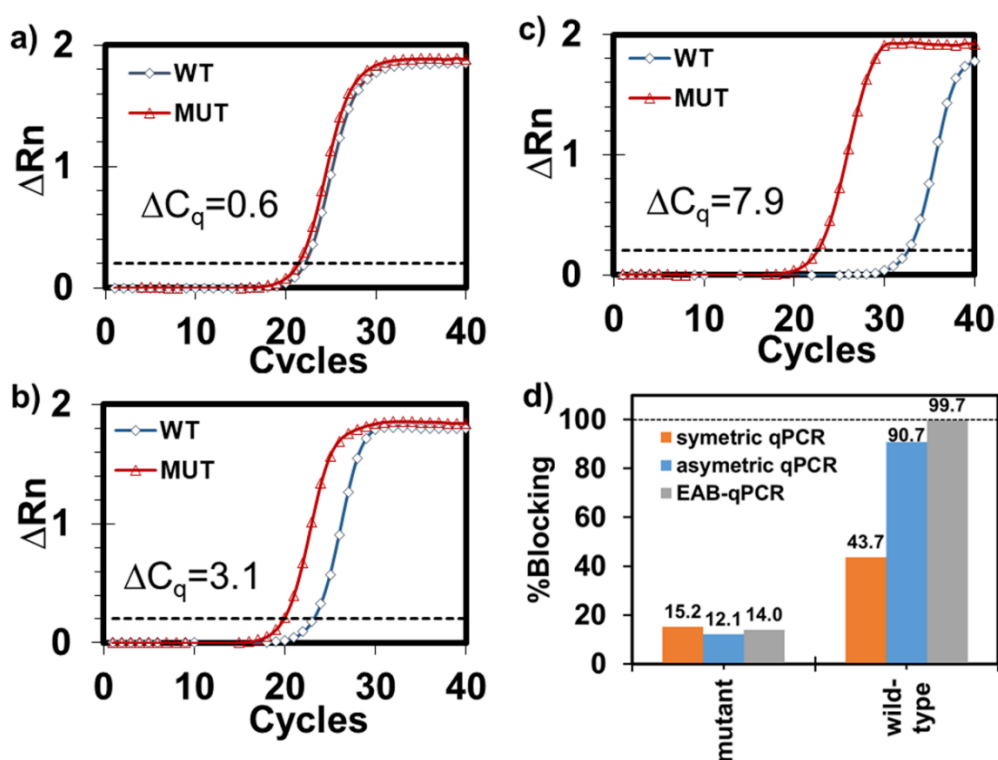 a)
2
1
0
ΔRn
WT
MUT
ΔCq=0.6
0 10 20 30 40
Cvcles
b)
2
1
0
ΔRn
WT
MUT
ΔCq=3.1
0 10 20 30 40
Cycles
c)
2
1
0
ΔRn
WT
MUT
ΔCq=7.9
0 10 20 30 40
Cycles
d)
%Blocking
100
80
60
40
20
0
symetric qPCR
asymetric qPCR
EAB-qPCR
15.2 12.1 14.0
43.7 90.7 99.7
mutant
wild-
type